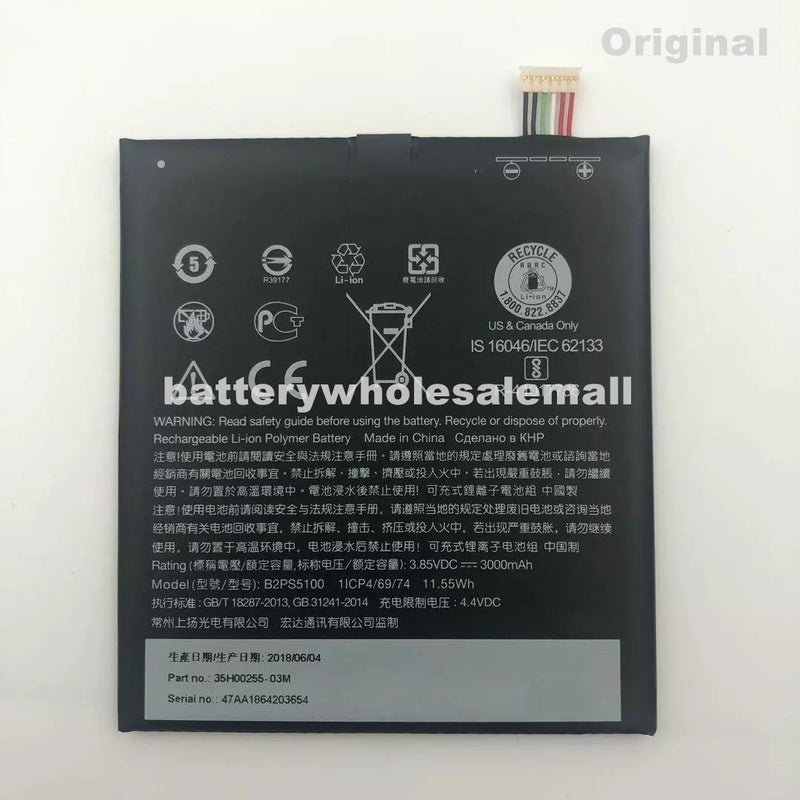 Original
5
R39177
Li-ion
廢電池請回收
RECYCLE
RBRC
Li-ion
TM
1.800.822.8837
US & Canada Only
PCT
IS 16046/IEC 62133
CE
batterywholesalemall
WARNING: Read safety guide before using the battery. Recycle or dispose of properly.
Rechargeable Li-ion Polymer Battery Made in China Сделано в КНР
注意!使用電池前請閱讀安全與法規注意手冊. 請遵照當地的規定處理廢舊電池或諮詢當地
經銷商有關電池回收事宜. 禁止拆解、撞擊、擠壓或投入火中. 若出現嚴重鼓脹, 請勿繼續
使用. 請勿置於高溫環境中. 電池浸水後禁止使用! 可充式鋰離子電池組 中國製
注意!使用电池前请阅读安全与法规注意手册. 请遵照当地的规定处理废旧电池或咨询当地
经销商有关电池回收事宜. 禁止拆解、撞击、挤压或投入火中. 若出现严重鼓胀, 请勿继续
使用. 请勿置于高温环境中. 电池浸水后禁止使用! 可充式锂离子电池组 中国制
Rating (標稱電壓/額定容量,标称电压/额定容量): 3.85VDC⎓3000mAh
Model (型號/型号): B2PS5100 1ICP4/69/74 11.55Wh
执行标准: GB/T 18287-2013, GB 31241-2014 充电限制电压: 4.4VDC
常州上扬光电有限公司 宏达通讯有限公司监制
生產日期/生产日期: 2018/06/04
Part no.: 35H00255-03M
Serial no.: 47AA1864203654